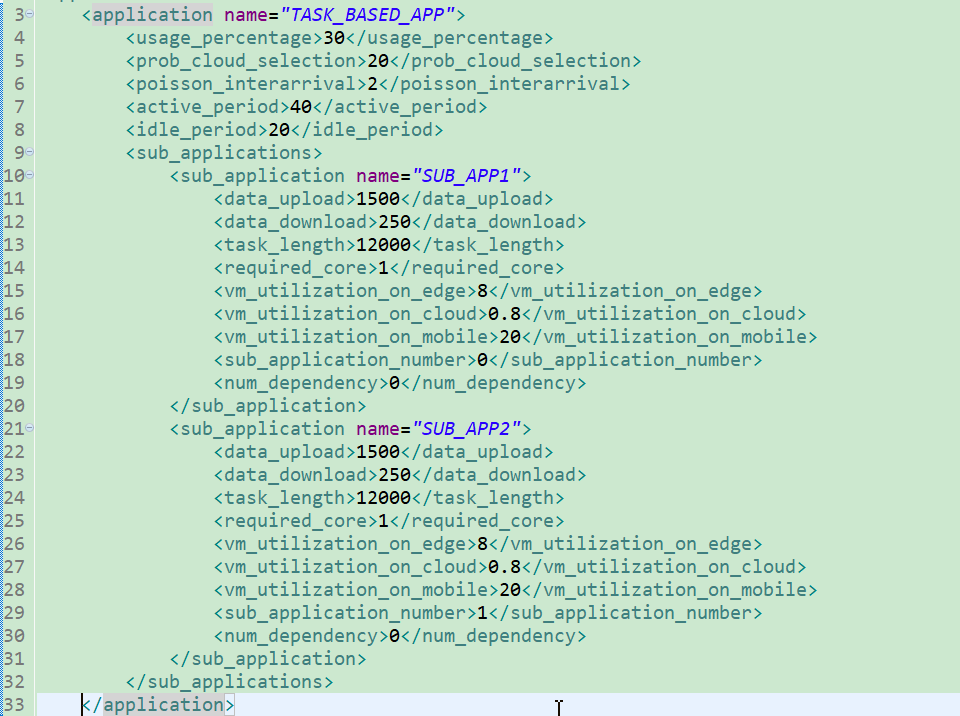 3 <application name="TASK_BASED_APP">
4 <usage_percentage>30</usage_percentage>
5 <prob_cloud_selection>20</prob_cloud_selection>
6 <poisson_interarrival>2</poisson_interarrival>
7 <active_period>40</active_period>
8 <idle_period>20</idle_period>
9 <sub_applications>
10 <sub_application name="SUB_APP1">
11 <data_upload>1500</data_upload>
12 <data_download>250</data_download>
13 <task_length>12000</task_length>
14 <required_core>1</required_core>
15 <vm_utilization_on_edge>8</vm_utilization_on_edge>
16 <vm_utilization_on_cloud>0.8</vm_utilization_on_cloud>
17 <vm_utilization_on_mobile>20</vm_utilization_on_mobile>
18 <sub_application_number>0</sub_application_number>
19 <num_dependency>0</num_dependency>
20 </sub_application>
21 <sub_application name="SUB_APP2">
22 <data_upload>1500</data_upload>
23 <data_download>250</data_download>
24 <task_length>12000</task_length>
25 <required_core>1</required_core>
26 <vm_utilization_on_edge>8</vm_utilization_on_edge>
27 <vm_utilization_on_cloud>0.8</vm_utilization_on_cloud>
28 <vm_utilization_on_mobile>20</vm_utilization_on_mobile>
29 <sub_application_number>1</sub_application_number>
30 <num_dependency>0</num_dependency>
31 </sub_application>
32 </sub_applications>
33 </application>